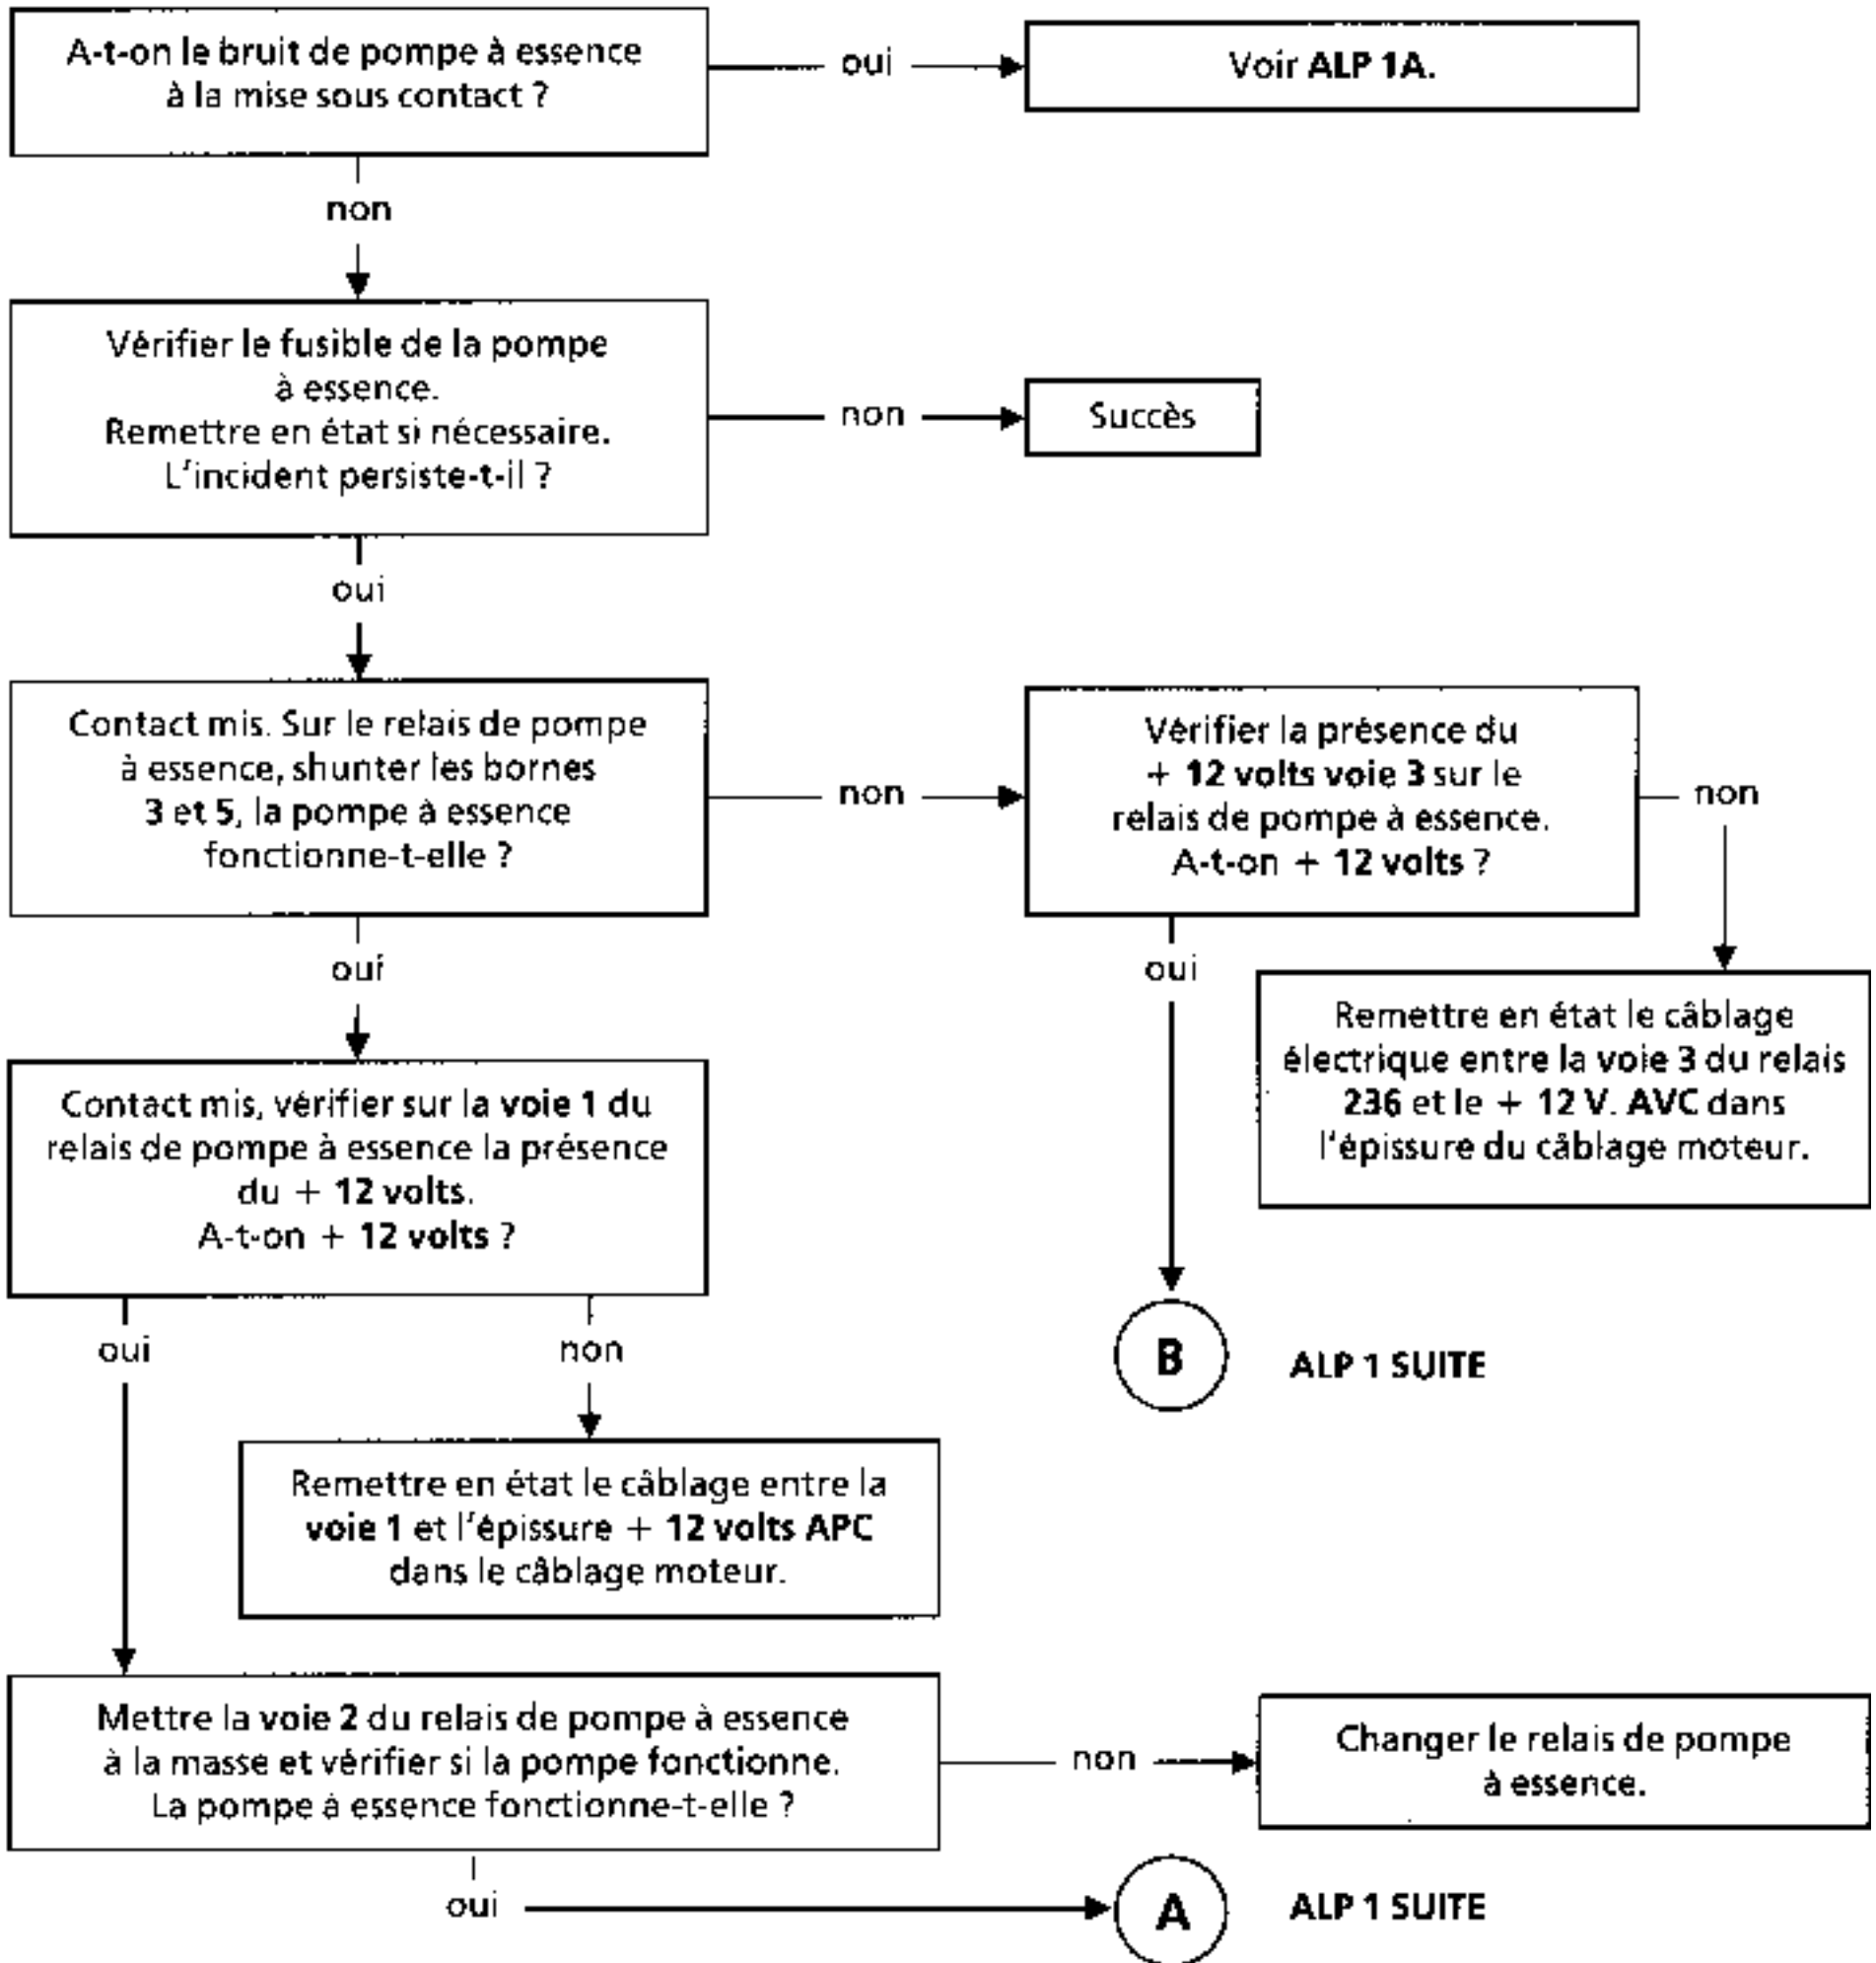 A-t-on le bruit de pompe à essence
à la mise sous contact ?
oui
Voir ALP 1A.
non
Vérifier le fusible de la pompe
à essence.
Remettre en état si nécessaire.
L'incident persiste-t-il ?
non
Succès
oui
Contact mis. Sur le relais de pompe
à essence, shunter les bornes
3 et 5, la pompe à essence
fonctionne-t-elle ?
non
Vérifier la présence du
+ 12 volts voie 3 sur le
relais de pompe à essence.
A-t-on + 12 volts ?
non
oui
oui
Remettre en état le câblage
électrique entre la voie 3 du relais
236 et le + 12 V. AVC dans
l'épissure du câblage moteur.
Contact mis, vérifier sur la voie 1 du
relais de pompe à essence la présence
du + 12 volts.
A-t-on + 12 volts ?
oui
non
B
ALP 1 SUITE
Remettre en état le câblage entre la
voie 1 et l'épissure + 12 volts APC
dans le câblage moteur.
Mettre la voie 2 du relais de pompe à essence
à la masse et vérifier si la pompe fonctionne.
La pompe à essence fonctionne-t-elle ?
non
Changer le relais de pompe
à essence.
oui
A
ALP 1 SUITE